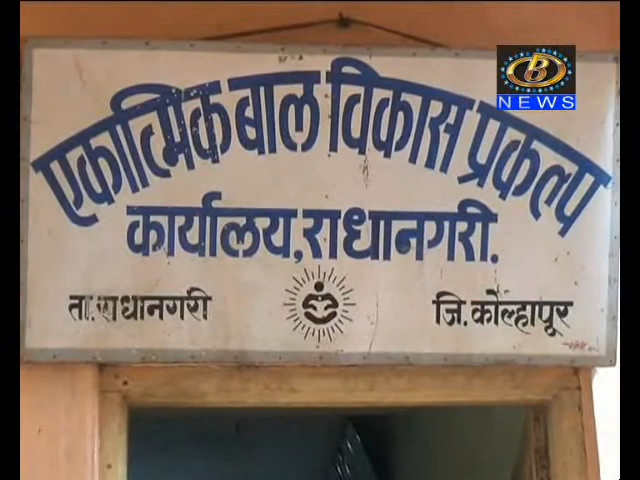 B
NEWS
एकात्मिक बाल विकास प्रकल्प
कार्यालय, राधानगरी.
ता. राधानगरी
जि. कोल्हापूर